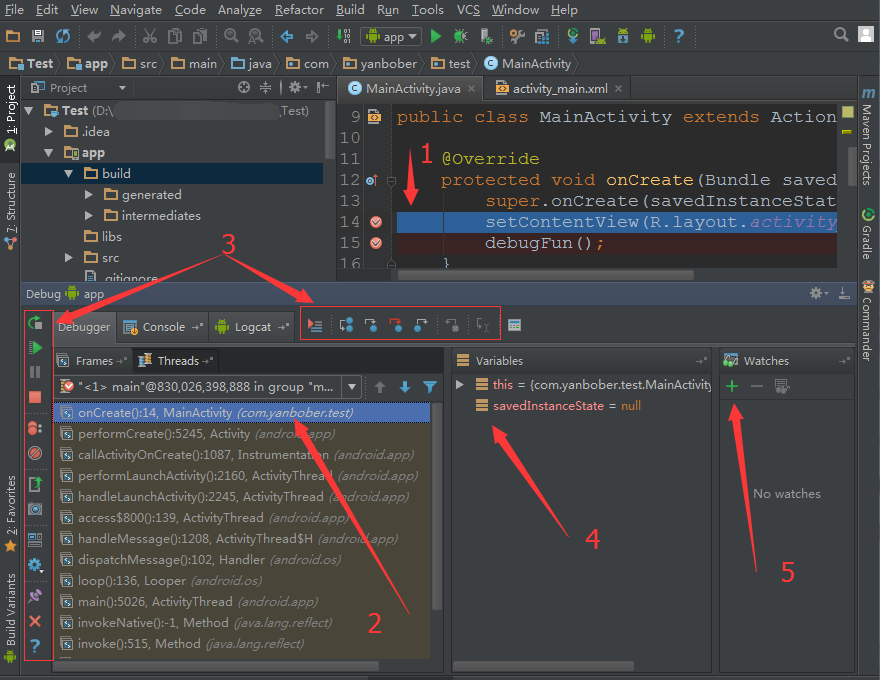 File Edit View Navigate Code Analyze Refactor Build Run Tools VCS Window Help
app
Test app src main java com yanbober test MainActivity
Project
MainActivity.java activity_main.xml
1: Project
7: Structure
2: Favorites
Build Variants
Test (D:\ Test)
.idea
app
build
generated
intermediates
libs
src
.gitignore
9 public class MainActivity extends Action
10
11 @Override
12 protected void onCreate(Bundle saved
13 super.onCreate(savedInstanceStat
14 setContentView(R.layout.activity
15 debugFun();
16 }
1
3
Maven Projects
Gradle
Commander
Debug app
Debugger Console Logcat
Frames Threads
"<1> main"@830,026,398,888 in group "m...
onCreate():14, MainActivity (com.yanbober.test)
performCreate():5245, Activity (android.app)
callActivityOnCreate():1087, Instrumentation (android.app)
performLaunchActivity():2160, ActivityThread (android.app)
handleLaunchActivity():2245, ActivityThread (android.app)
access$800():139, ActivityThread (android.app)
handleMessage():1208, ActivityThread$H (android.app)
dispatchMessage():102, Handler (android.os)
loop():136, Looper (android.os)
main():5026, ActivityThread (android.app)
invokeNative():-1, Method (java.lang.reflect)
invoke():515, Method (java.lang.reflect)
2
Variables
this = {com.yanbober.test.MainActivity
savedInstanceState = null
4
Watches
No watches
5